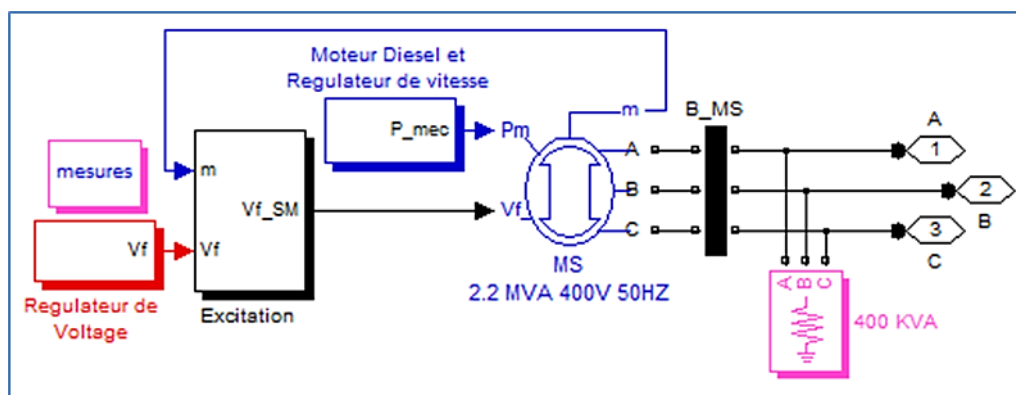 Moteur Diesel et
Regulateur de vitesse
P_mec
Pm
m
B_MS
A
1
mesures
m
A
B
2
B
Vf_SM
Vf_
Vf
Vf
C
3
C
MS
2.2 MVA 400V 50HZ
Regulateur de
Voltage
Excitation
A B C
400 KVA